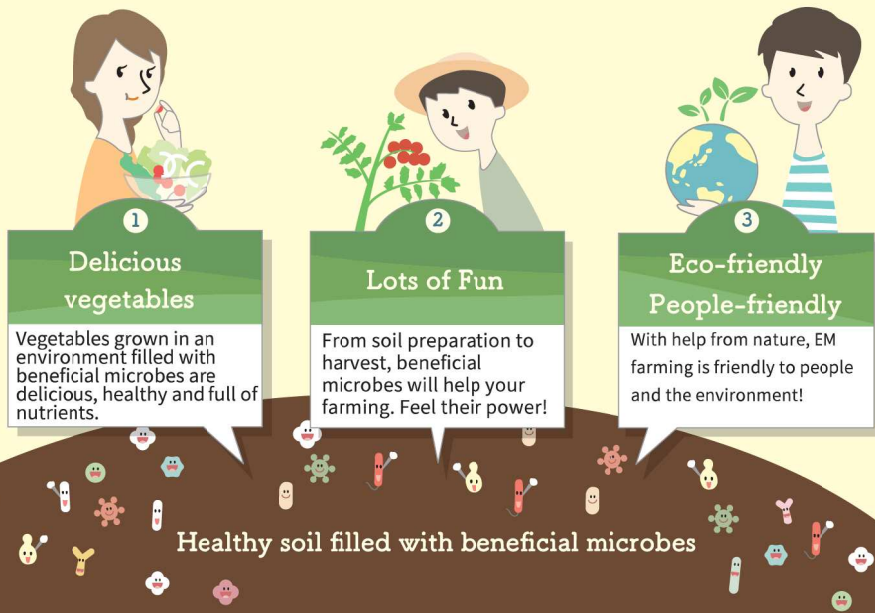 1
Delicious
vegetables
Vegetables grown in an
environment filled with
beneficial microbes are
delicious, healthy and full of
nutrients.
2
Lots of Fun
From soil preparation to
harvest, beneficial
microbes will help your
farming. Feel their power!
3
Eco-friendly
People-friendly
With help from nature, EM
farming is friendly to people
and the environment!
Healthy soil filled with beneficial microbes